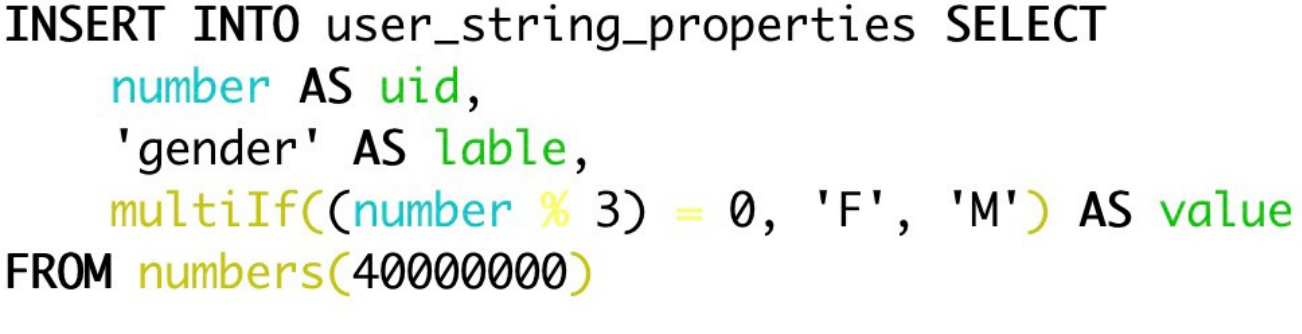 INSERT INTO user_string_properties SELECT
number AS uid,
'gender' AS lable,
multiIf((number % 3) = 0, 'F', 'M') AS value
FROM numbers(40000000)